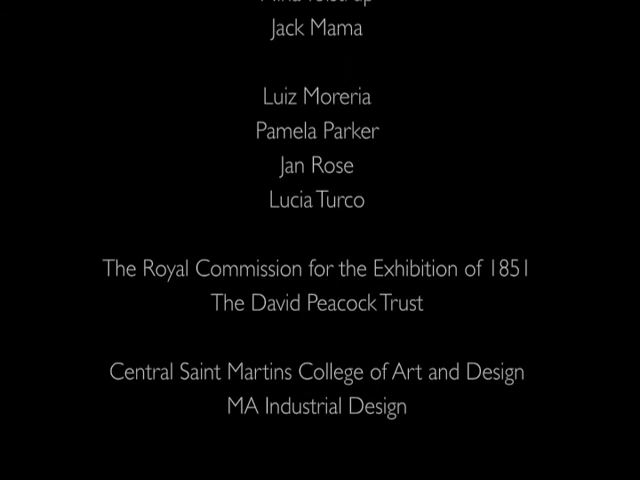 Jack Mama
Luiz Moreria
Pamela Parker
Jan Rose
Lucia Turco
The Royal Commission for the Exhibition of 1851
The David Peacock Trust
Central Saint Martins College of Art and Design
MA Industrial Design